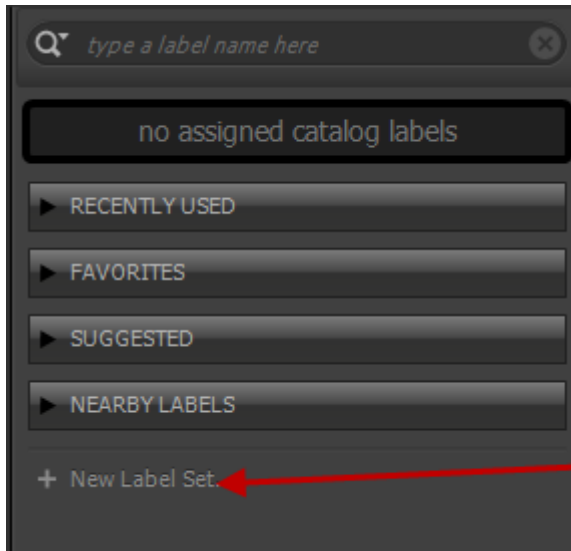 type a label name here
no assigned catalog labels
RECENTLY USED
FAVORITES
SUGGESTED
NEARBY LABELS
+ New Label Set.